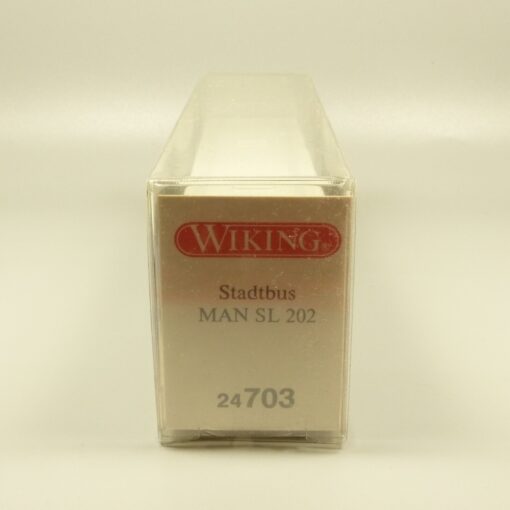 WIKING®
Stadtbus
MAN SL 202
24703